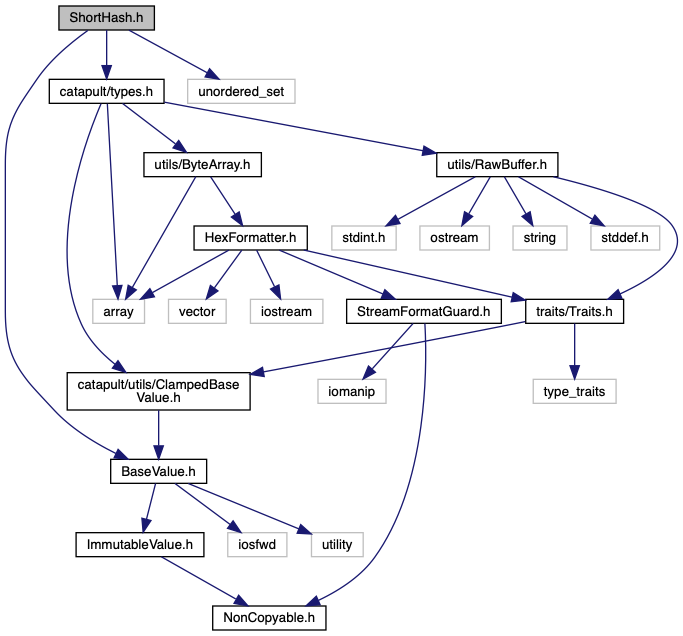 ShortHash.h
catapult/types.h
unordered_set
utils/ByteArray.h
utils/RawBuffer.h
HexFormatter.h
stdint.h
ostream
string
stddef.h
array
vector
iostream
StreamFormatGuard.h
traits/Traits.h
catapult/utils/ClampedBase
Value.h
iomanip
type_traits
BaseValue.h
ImmutableValue.h
iosfwd
utility
NonCopyable.h